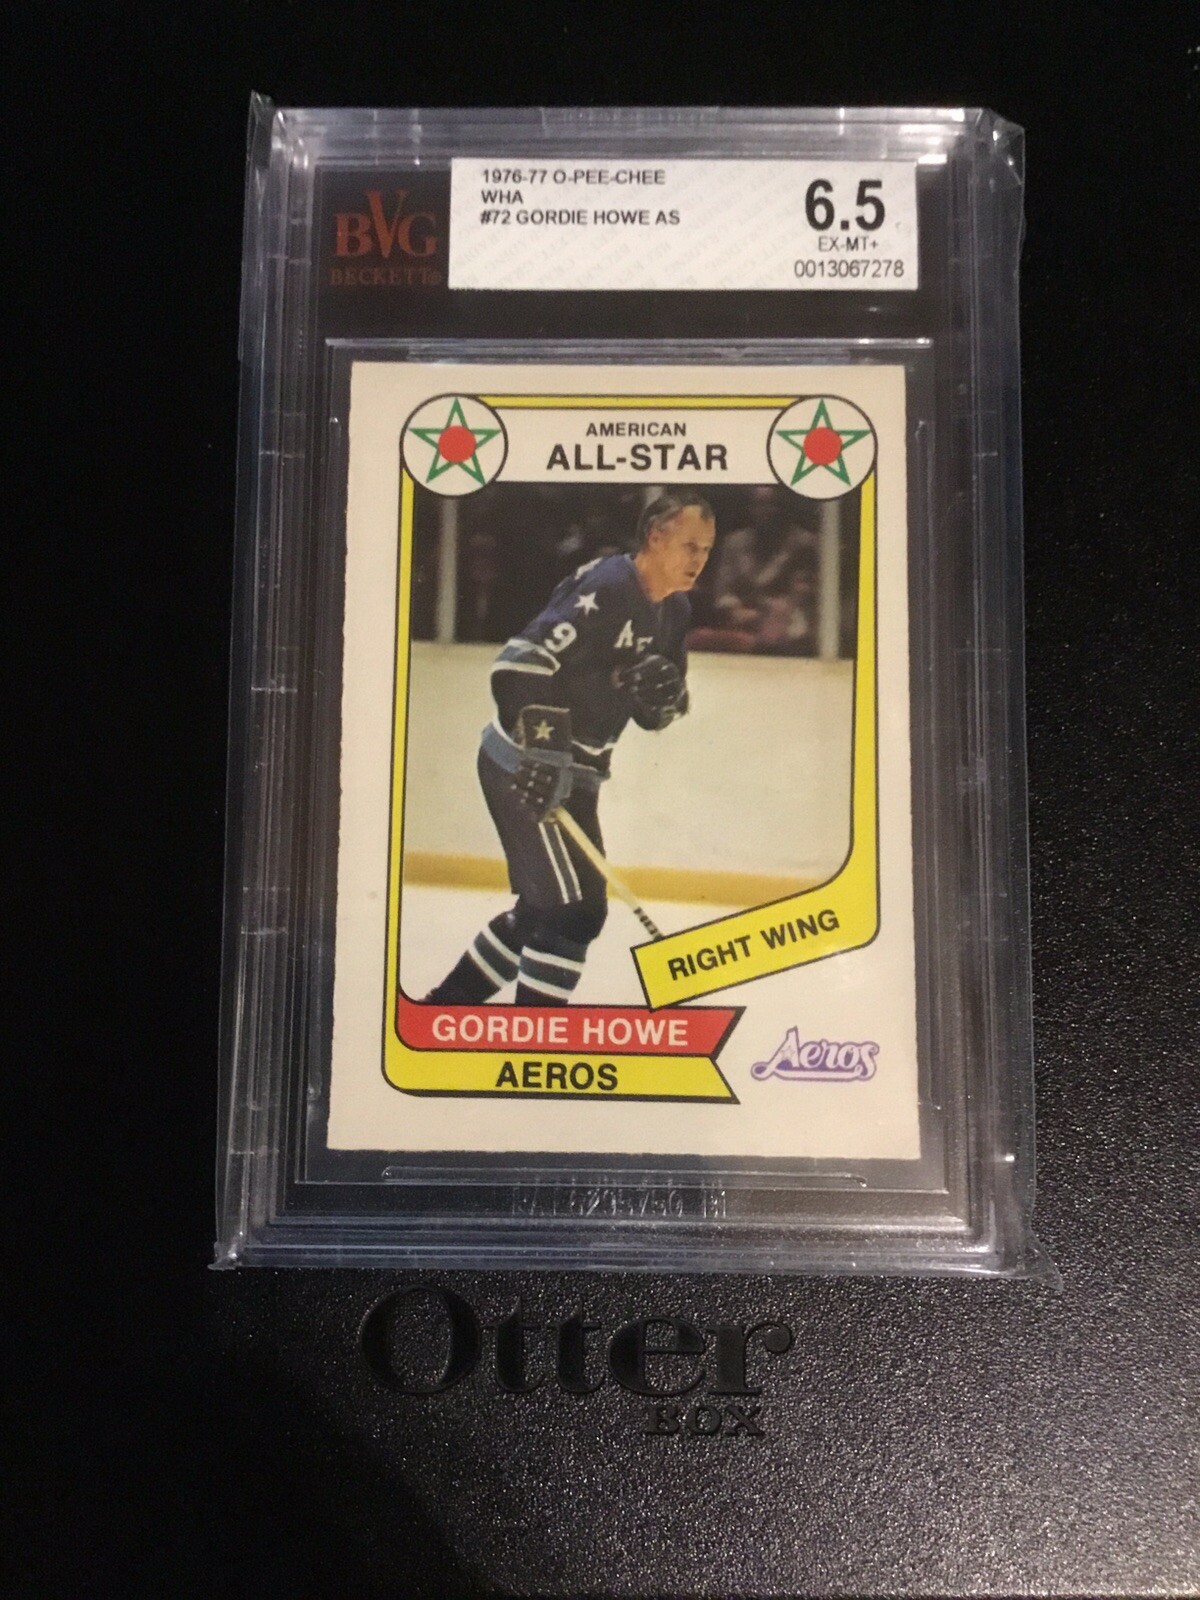 1976-77 O-PEE-CHEE
WHA
#72 GORDIE HOWE AS
6.5
EX-MT+
0013067278
BVG
BECKETT
AMERICAN
ALL-STAR
9
A
RIGHT WING
GORDIE HOWE
AEROS
Aeros
Otter
BOX